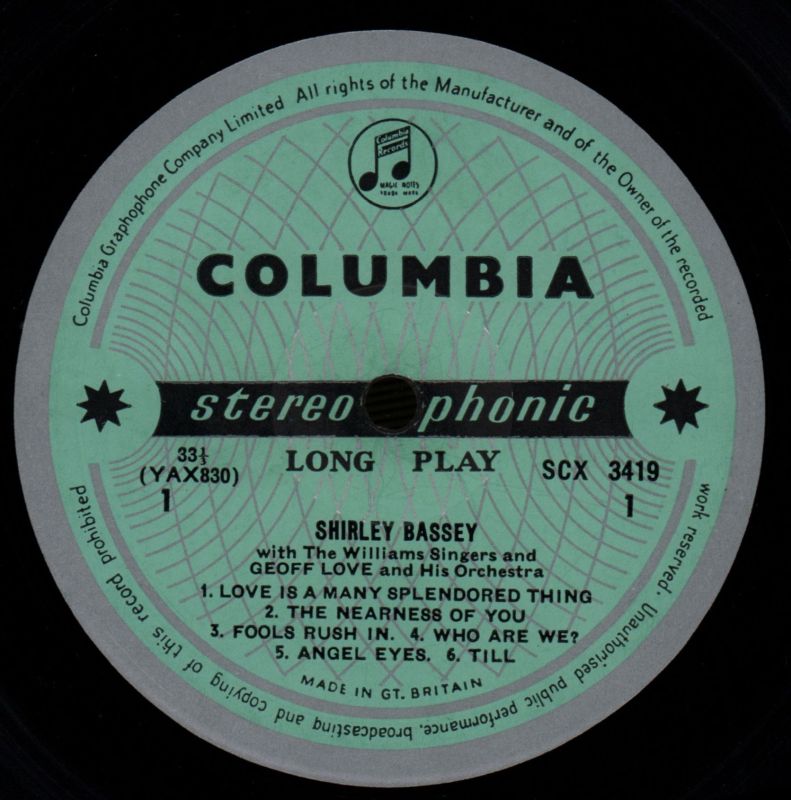 Columbia Graphophone Company Limited All rights of the Manufacturer and of the Owner of the recorded
work reserved. Unauthorised public performance, broadcasting and copying of this record prohibited
Columbia
Records
MAGIC NOTES
TRADE MARK
COLUMBIA
stereophonic
33⅓
(YAX830)
1
LONG PLAY
SCX 3419
1
SHIRLEY BASSEY
with The Williams Singers and
GEOFF LOVE and His Orchestra
1. LOVE IS A MANY SPLENDORED THING
2. THE NEARNESS OF YOU
3. FOOLS RUSH IN. 4. WHO ARE WE?
5. ANGEL EYES. 6. TILL
MADE IN GT. BRITAIN